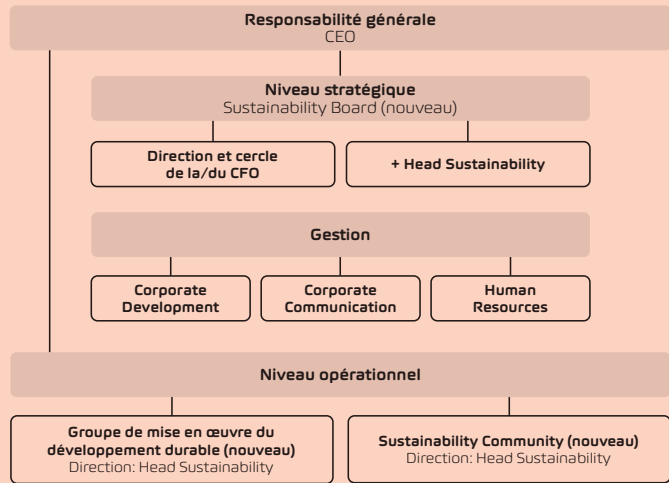 Responsabilité générale
CEO
Niveau stratégique
Sustainability Board (nouveau)
Direction et cercle
de la/du CFO
+ Head Sustainability
Gestion
Corporate
Development
Corporate
Communication
Human
Resources
Niveau opérationnel
Groupe de mise en œuvre du
développement durable (nouveau)
Direction: Head Sustainability
Sustainability Community (nouveau)
Direction: Head Sustainability